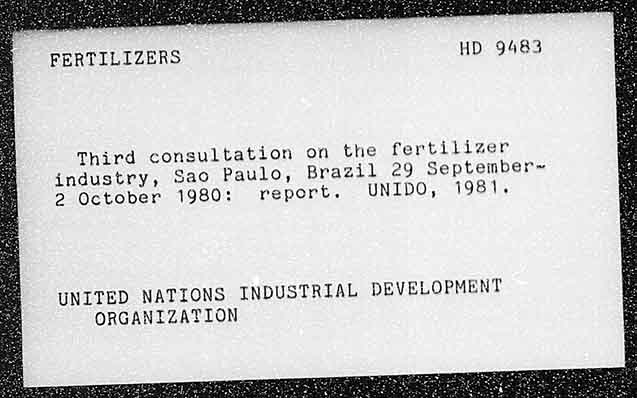 FERTILIZERS
HD 9483
Third consultation on the fertilizer
industry, Sao Paulo, Brazil 29 September-
2 October 1980: report. UNIDO, 1981.
UNITED NATIONS INDUSTRIAL DEVELOPMENT
ORGANIZATION